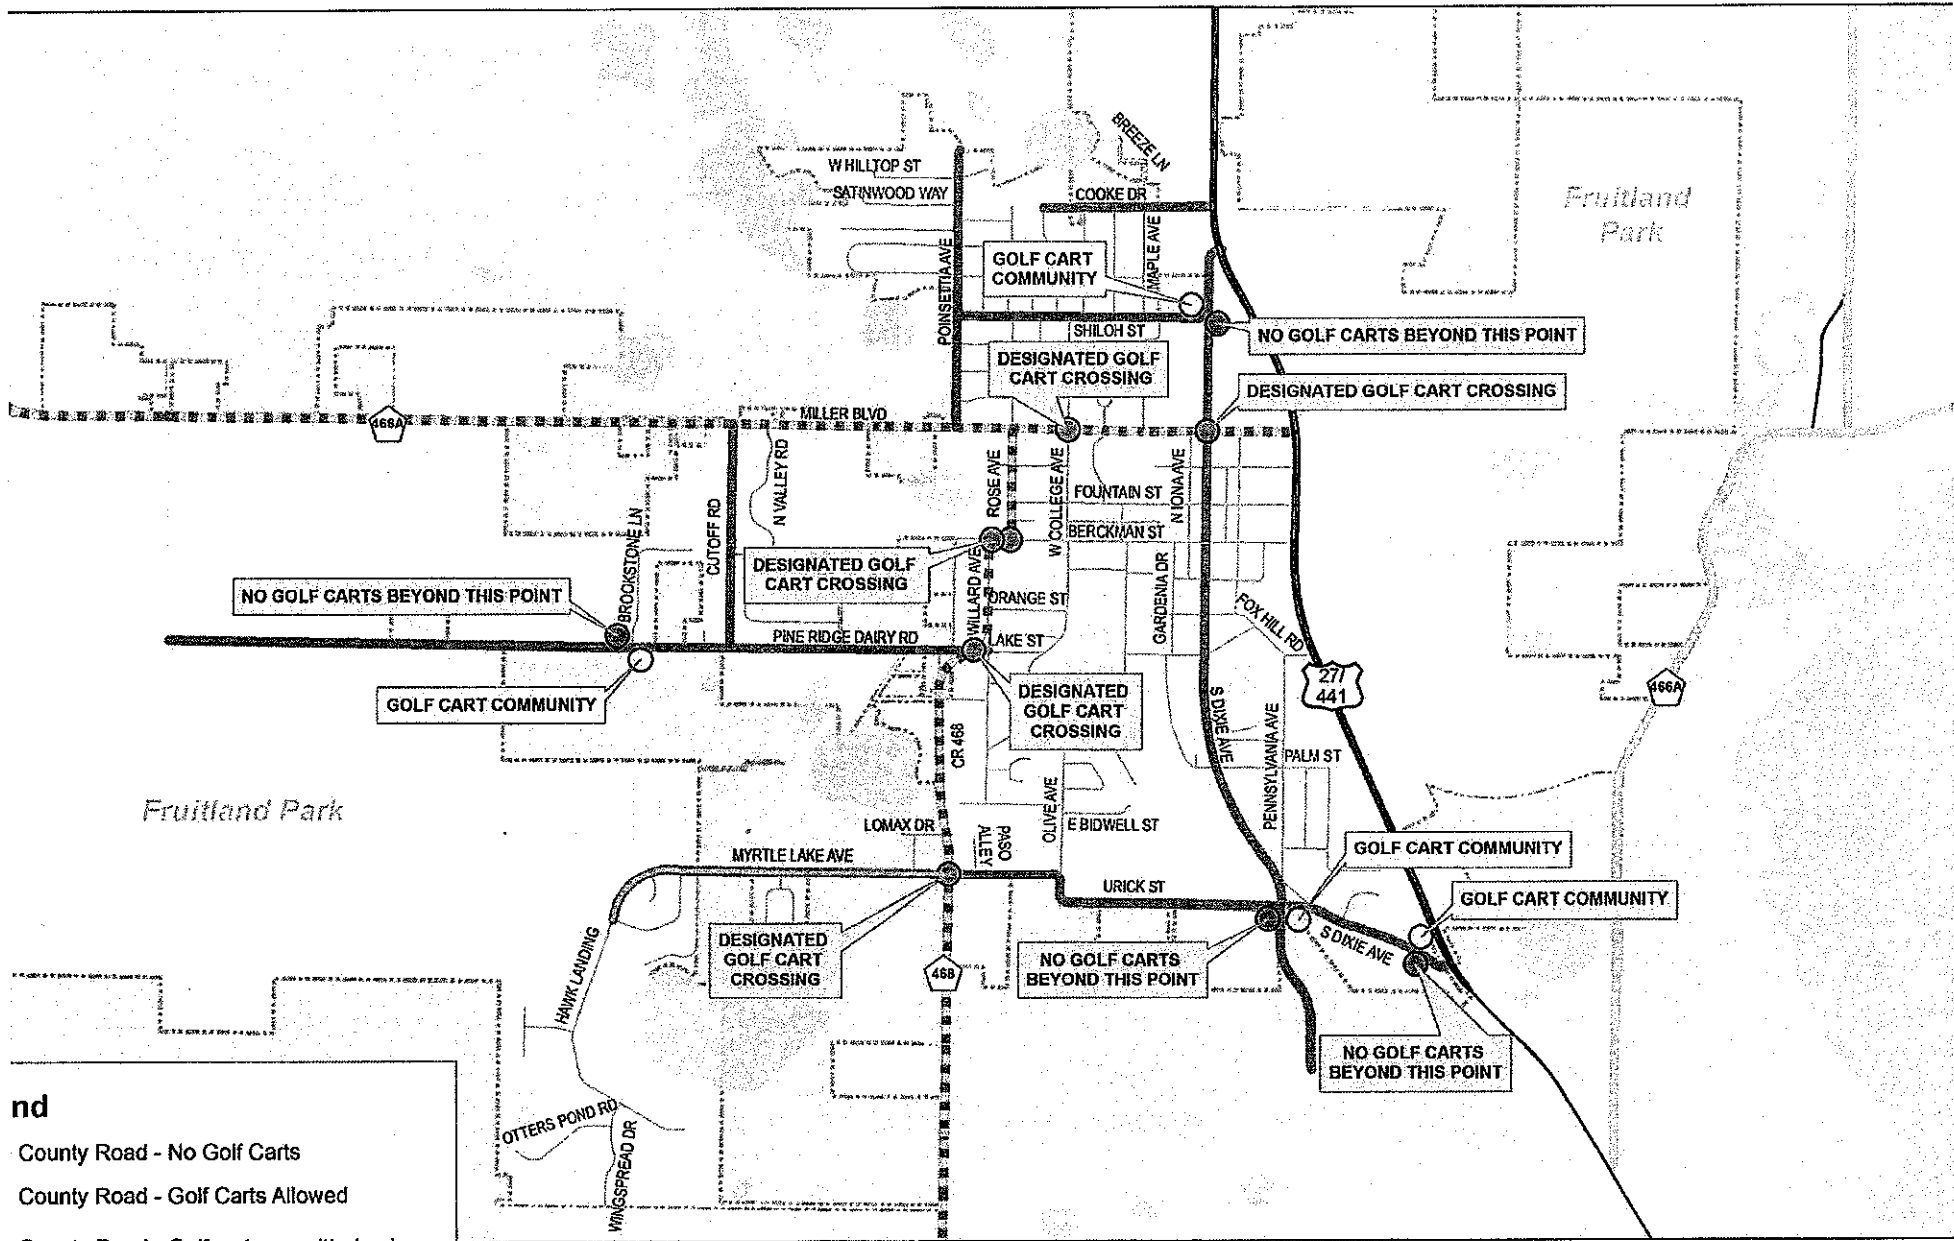 BREEZE LN
W HILLTOP ST
SATINWOOD WAY
COOKE DR
Fruitland
Park
POINSETTIA AVE
MAPLE AVE
GOLF CART
COMMUNITY
SHILOH ST
NO GOLF CARTS BEYOND THIS POINT
DESIGNATED GOLF
CART CROSSING
DESIGNATED GOLF CART CROSSING
MILLER BLVD
466A
N VALLEY RD
ROSE AVE
W COLLEGE AVE
N IONA AVE
FOUNTAIN ST
BERCKMAN ST
BROOKSTONE LN
CUTOFF RD
DESIGNATED GOLF
CART CROSSING
WILLARD AVE
GARDENIA DR
NO GOLF CARTS BEYOND THIS POINT
ORANGE ST
FOX HILL RD
PINE RIDGE DAIRY RD
LAKE ST
GOLF CART COMMUNITY
DESIGNATED
GOLF CART
CROSSING
27/
441
466A
S DIXIE AVE
CR 468
PENNSYLVANIA AVE
PALM ST
Fruitland Park
OLIVE AVE
LOMAX DR
PASO
ALLEY
E BIDWELL ST
MYRTLE LAKE AVE
GOLF CART COMMUNITY
URICK ST
GOLF CART COMMUNITY
HAWK LANDING
DESIGNATED
GOLF CART
CROSSING
468
NO GOLF CARTS
BEYOND THIS POINT
S DIXIE AVE
NO GOLF CARTS
BEYOND THIS POINT
OTTERS POND RD
WINGSPREAD DR
nd
County Road - No Golf Carts
County Road - Golf Carts Allowed